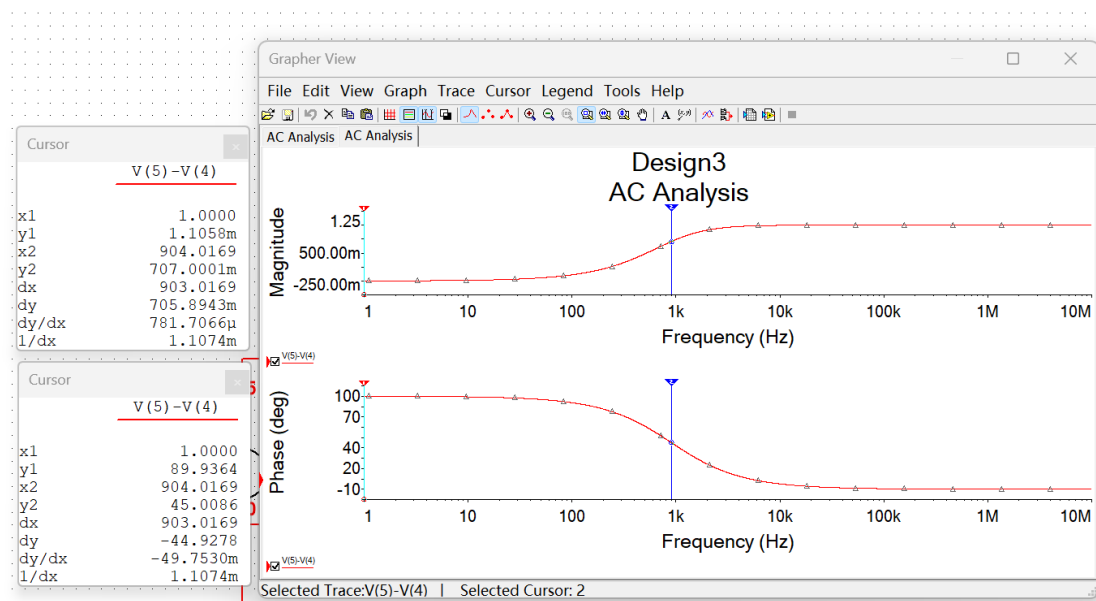 Grapher View
File Edit View Graph Trace Cursor Legend Tools Help
AC Analysis AC Analysis
Cursor
V(5)-V(4)
x1 1.0000
y1 1.1058m
x2 904.0169
y2 707.0001m
dx 903.0169
dy 705.8943m
dy/dx 781.7066µ
1/dx 1.1074m
Design3
AC Analysis
Magnitude
1.25
500.00m
-250.00m
1 10 100 1k 10k 100k 1M 10M
Frequency (Hz)
V(5)-V(4)
Cursor
V(5)-V(4)
x1 1.0000
y1 89.9364
x2 904.0169
y2 45.0086
dx 903.0169
dy -44.9278
dy/dx -49.7530m
1/dx 1.1074m
Phase (deg)
100
70
40
20
-10
1 10 100 1k 10k 100k 1M 10M
Frequency (Hz)
V(5)-V(4)
Selected Trace:V(5)-V(4) | Selected Cursor: 2